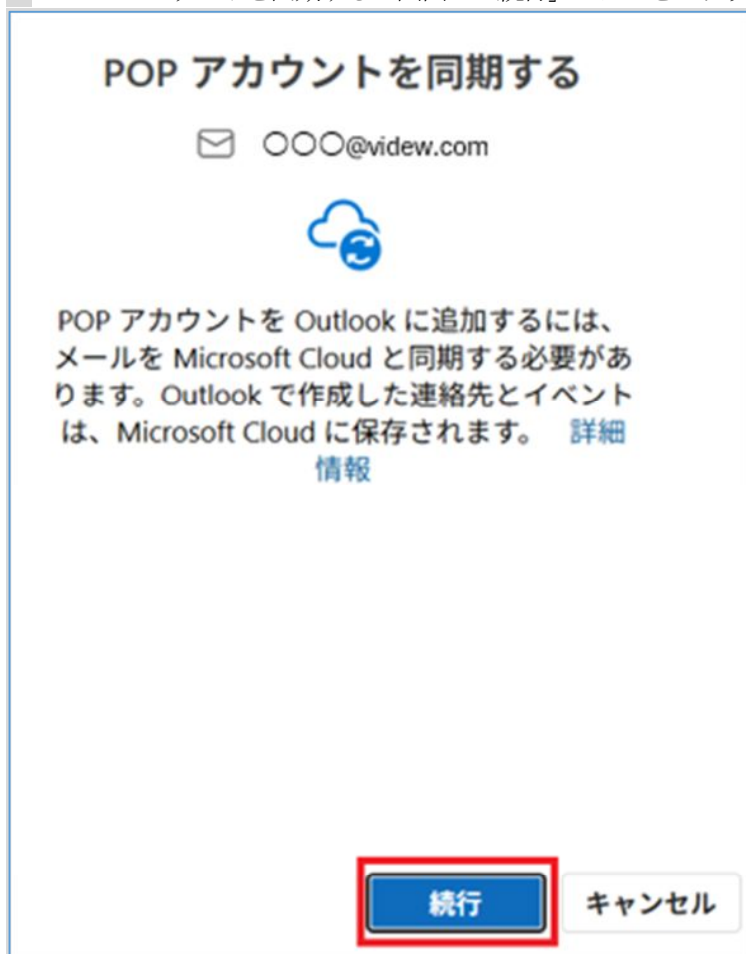 POP アカウントを同期する
〇〇〇@videw.com
POP アカウントを Outlook に追加するには、
メールを Microsoft Cloud と同期する必要があ
ります。Outlook で作成した連絡先とイベント
は、Microsoft Cloud に保存されます。 詳細
情報
続行 キャンセル